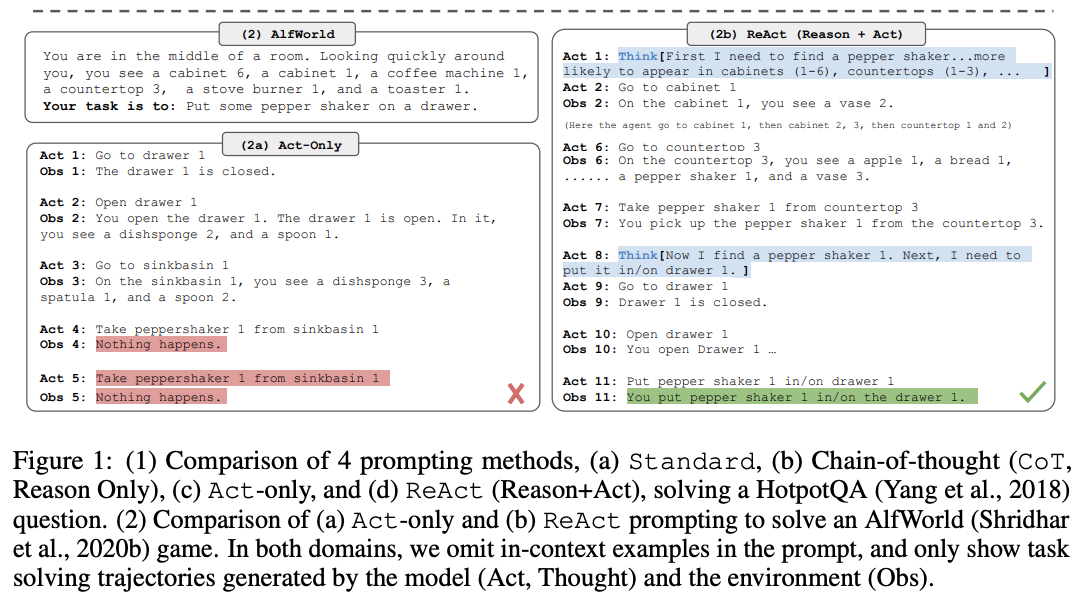 (2) AlfWorld
You are in the middle of a room. Looking quickly around
you, you see a cabinet 6, a cabinet 1, a coffee machine 1,
a countertop 3, a stove burner 1, and a toaster 1.
Your task is to: Put some pepper shaker on a drawer.
(2a) Act-Only
Act 1: Go to drawer 1
Obs 1: The drawer 1 is closed.
Act 2: Open drawer 1
Obs 2: You open the drawer 1. The drawer 1 is open. In it,
you see a dishsponge 2, and a spoon 1.
Act 3: Go to sinkbasin 1
Obs 3: On the sinkbasin 1, you see a dishsponge 3, a
spatula 1, and a spoon 2.
Act 4: Take peppershaker 1 from sinkbasin 1
Obs 4: Nothing happens.
Act 5: Take peppershaker 1 from sinkbasin 1
Obs 5: Nothing happens.
(2b) ReAct (Reason + Act)
Act 1: Think[First I need to find a pepper shaker...more
likely to appear in cabinets (1-6), countertops (1-3), ... ]
Act 2: Go to cabinet 1
Obs 2: On the cabinet 1, you see a vase 2.
(Here the agent go to cabinet 1, then cabinet 2, 3, then countertop 1 and 2)
Act 6: Go to countertop 3
Obs 6: On the countertop 3, you see a apple 1, a bread 1,
...... a pepper shaker 1, and a vase 3.
Act 7: Take pepper shaker 1 from countertop 3
Obs 7: You pick up the pepper shaker 1 from the countertop 3.
Act 8: Think[Now I find a pepper shaker 1. Next, I need to
put it in/on drawer 1. ]
Act 9: Go to drawer 1
Obs 9: Drawer 1 is closed.
Act 10: Open drawer 1
Obs 10: You open Drawer 1 …
Act 11: Put pepper shaker 1 in/on drawer 1
Obs 11: You put pepper shaker 1 in/on the drawer 1.
Figure 1: (1) Comparison of 4 prompting methods, (a) Standard, (b) Chain-of-thought (CoT,
Reason Only), (c) Act-only, and (d) ReAct (Reason+Act), solving a HotpotQA (Yang et al., 2018)
question. (2) Comparison of (a) Act-only and (b) ReAct prompting to solve an AlfWorld (Shridhar
et al., 2020b) game. In both domains, we omit in-context examples in the prompt, and only show task
solving trajectories generated by the model (Act, Thought) and the environment (Obs).